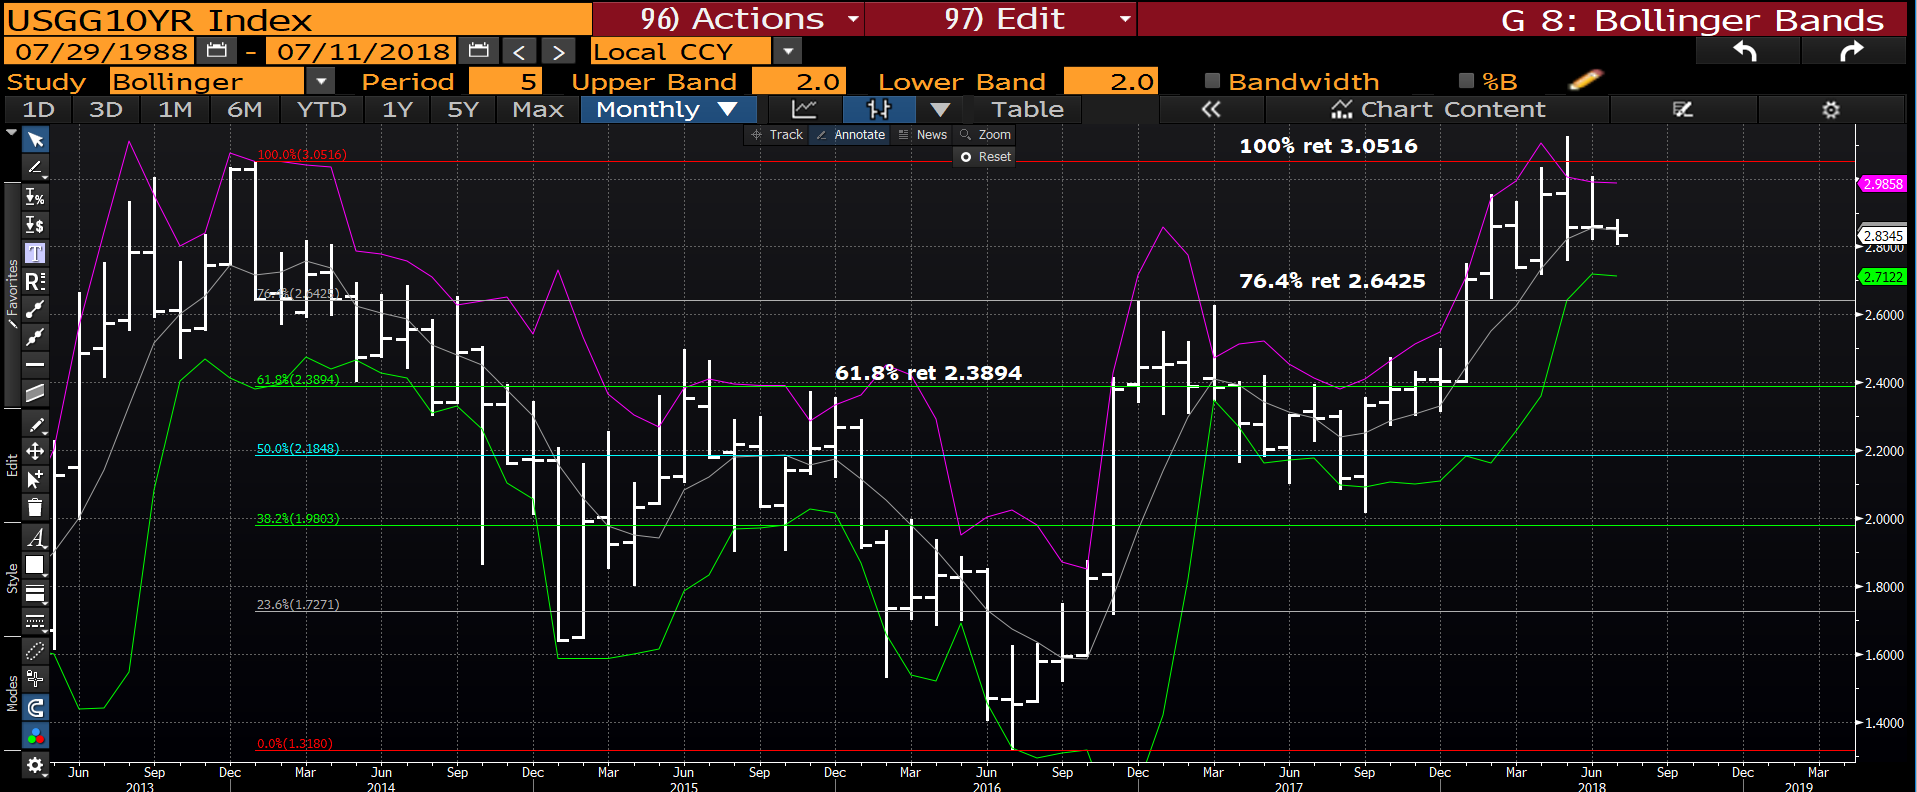 USGG10YR Index 96) Actions 97) Edit G 8: Bollinger Bands
07/29/1988 - 07/11/2018 < > Local CCY
Study Bollinger Period 5 Upper Band 2.0 Lower Band 2.0 Bandwidth %B
1D 3D 1M 6M YTD 1Y 5Y Max Monthly Table « Chart Content
Track Annotate News Zoom
Reset
Favorites
Edit
Style
Modes
%
$
T
R
A
100.0%(3.0516)
100% ret 3.0516
76.4%(2.6425)
76.4% ret 2.6425
61.8%(2.3894)
61.8% ret 2.3894
50.0%(2.1848)
38.2%(1.9803)
23.6%(1.7271)
0.0%(1.3180)
2.9858
2.8345
2.8000
2.7122
2.6000
2.4000
2.2000
2.0000
1.8000
1.6000
1.4000
Jun Sep Dec Mar Jun Sep Dec Mar Jun Sep Dec Mar Jun Sep Dec Mar Jun Sep Dec Mar Jun Sep Dec Mar
2013 2014 2015 2016 2017 2018 2019